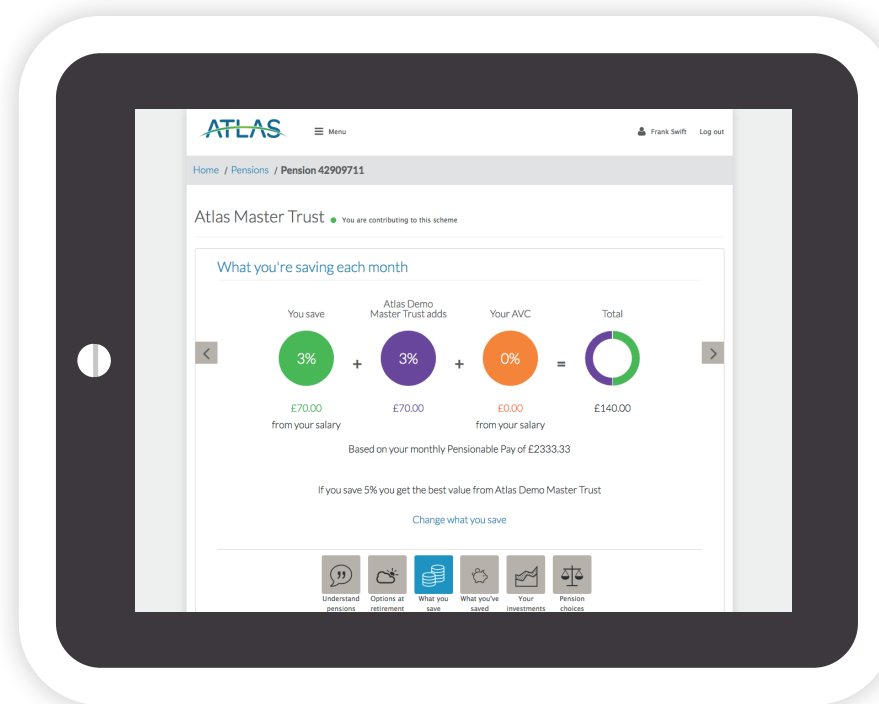 ATLAS
Menu
Frank Swift Log out
Home / Pensions / Pension 42909711
Atlas Master Trust
You are contributing to this scheme
What you're saving each month
You save
Atlas Demo
Master Trust adds
Your AVC
Total
3%
+
3%
+
0%
=
£70.00
from your salary
£70.00
£0.00
from your salary
£140.00
Based on your monthly Pensionable Pay of £2333.33
If you save 5% you get the best value from Atlas Demo Master Trust
Change what you save
Understand
pensions
Options at
retirement
What you
save
What you've
saved
Your
investments
Pension
choices